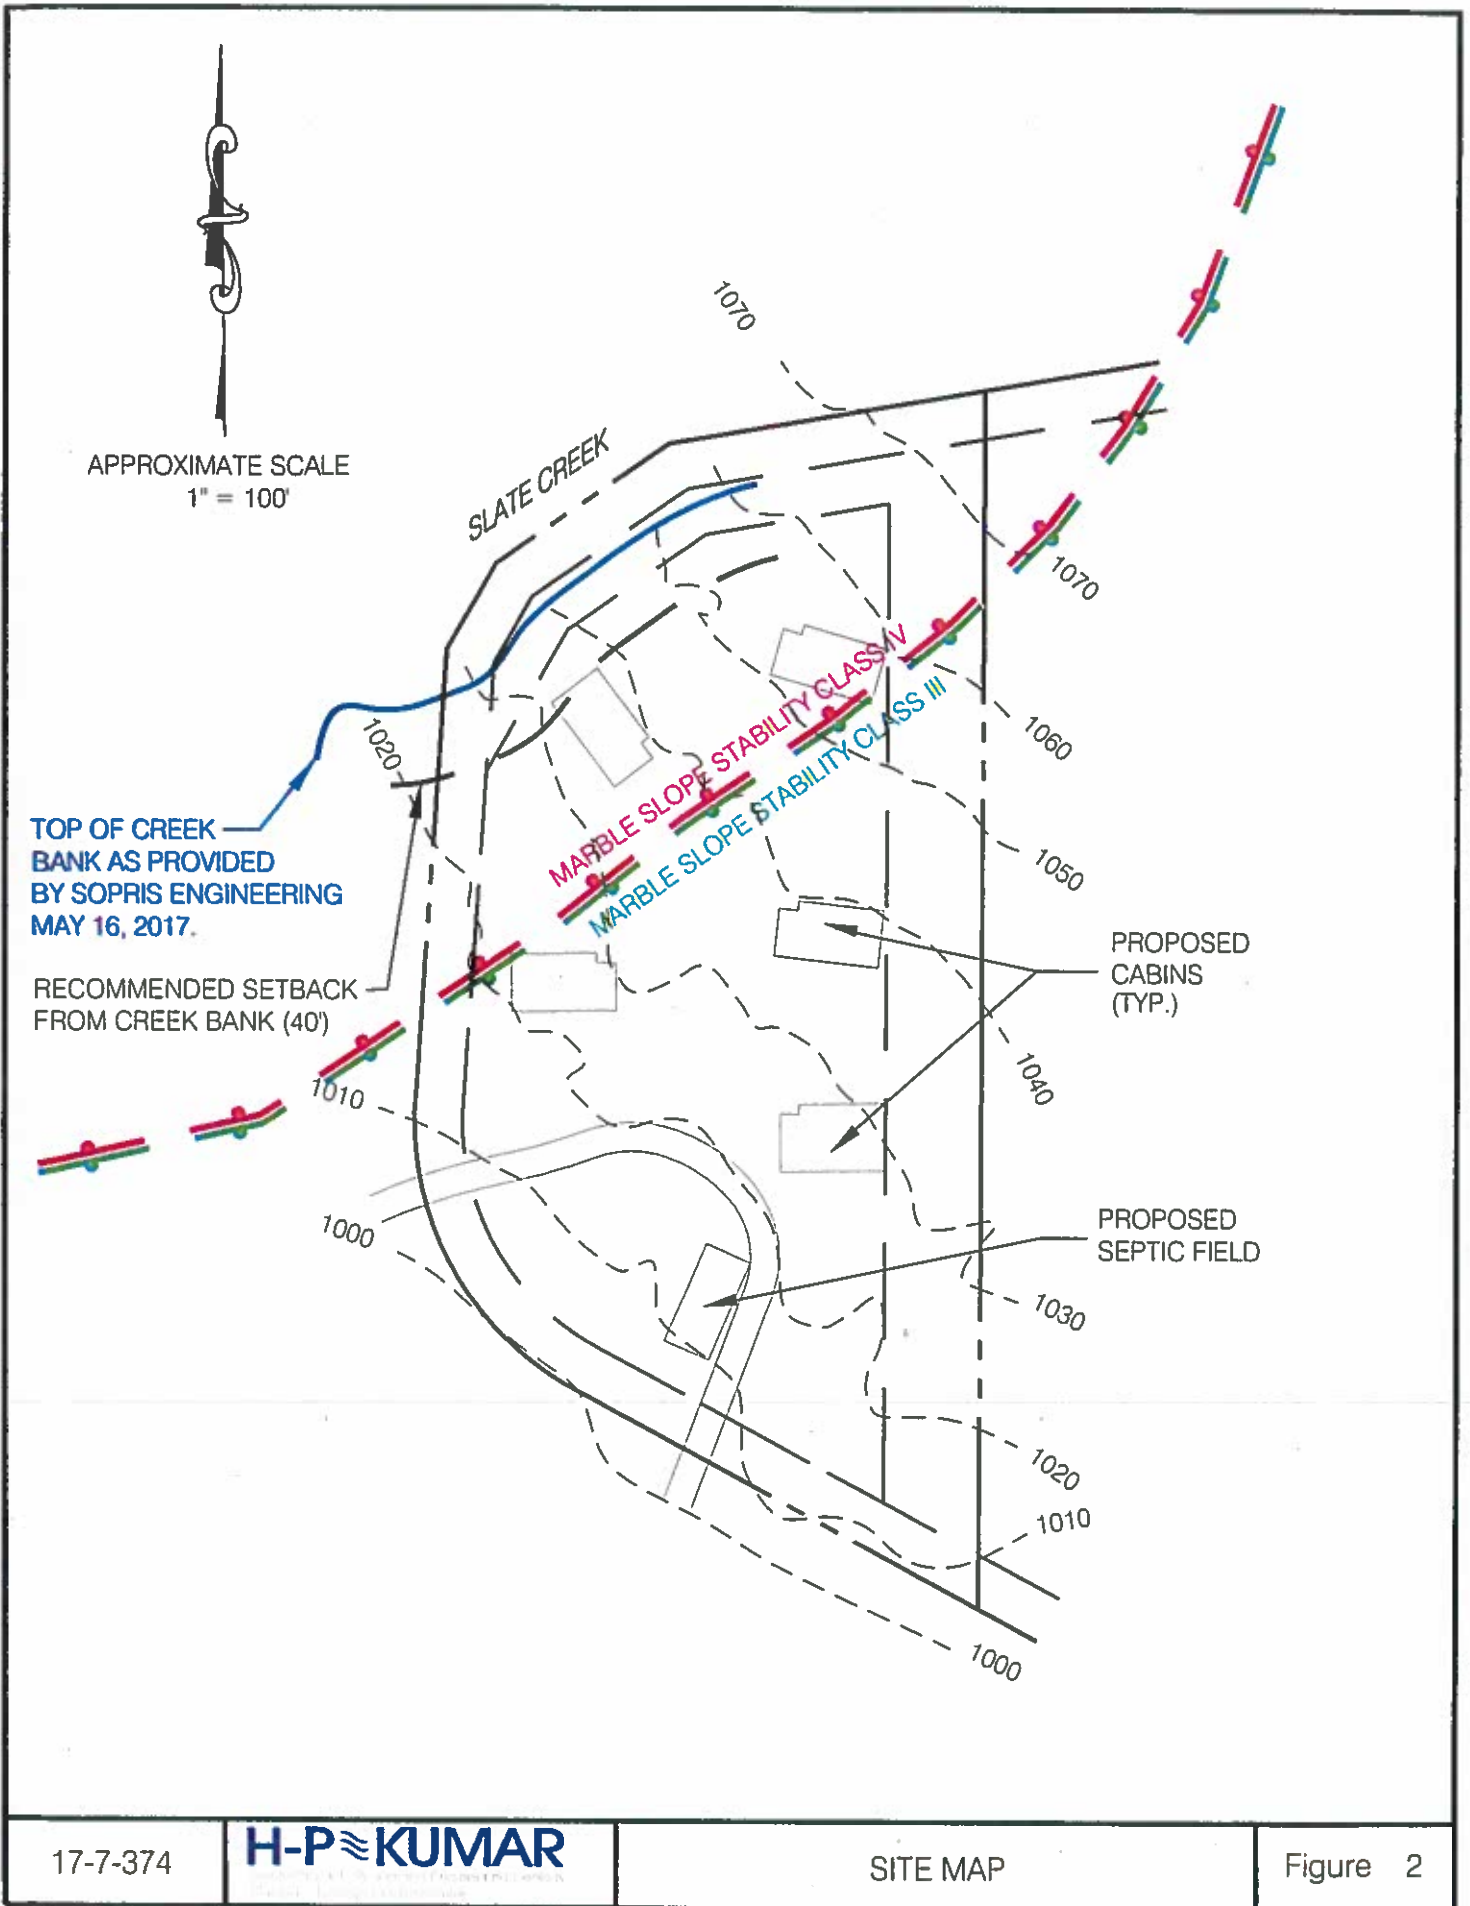 APPROXIMATE SCALE
1" = 100'
SLATE CREEK
1070
1070
1060
1050
1040
1030
1020
1010
1000
1020
1010
1000
MARBLE SLOPE STABILITY CLASS IV
MARBLE SLOPE STABILITY CLASS III
TOP OF CREEK
BANK AS PROVIDED
BY SOPRIS ENGINEERING
MAY 16, 2017.
RECOMMENDED SETBACK
FROM CREEK BANK (40')
PROPOSED
CABINS
(TYP.)
PROPOSED
SEPTIC FIELD
17-7-374
H-P≋KUMAR
SITE MAP
Figure 2